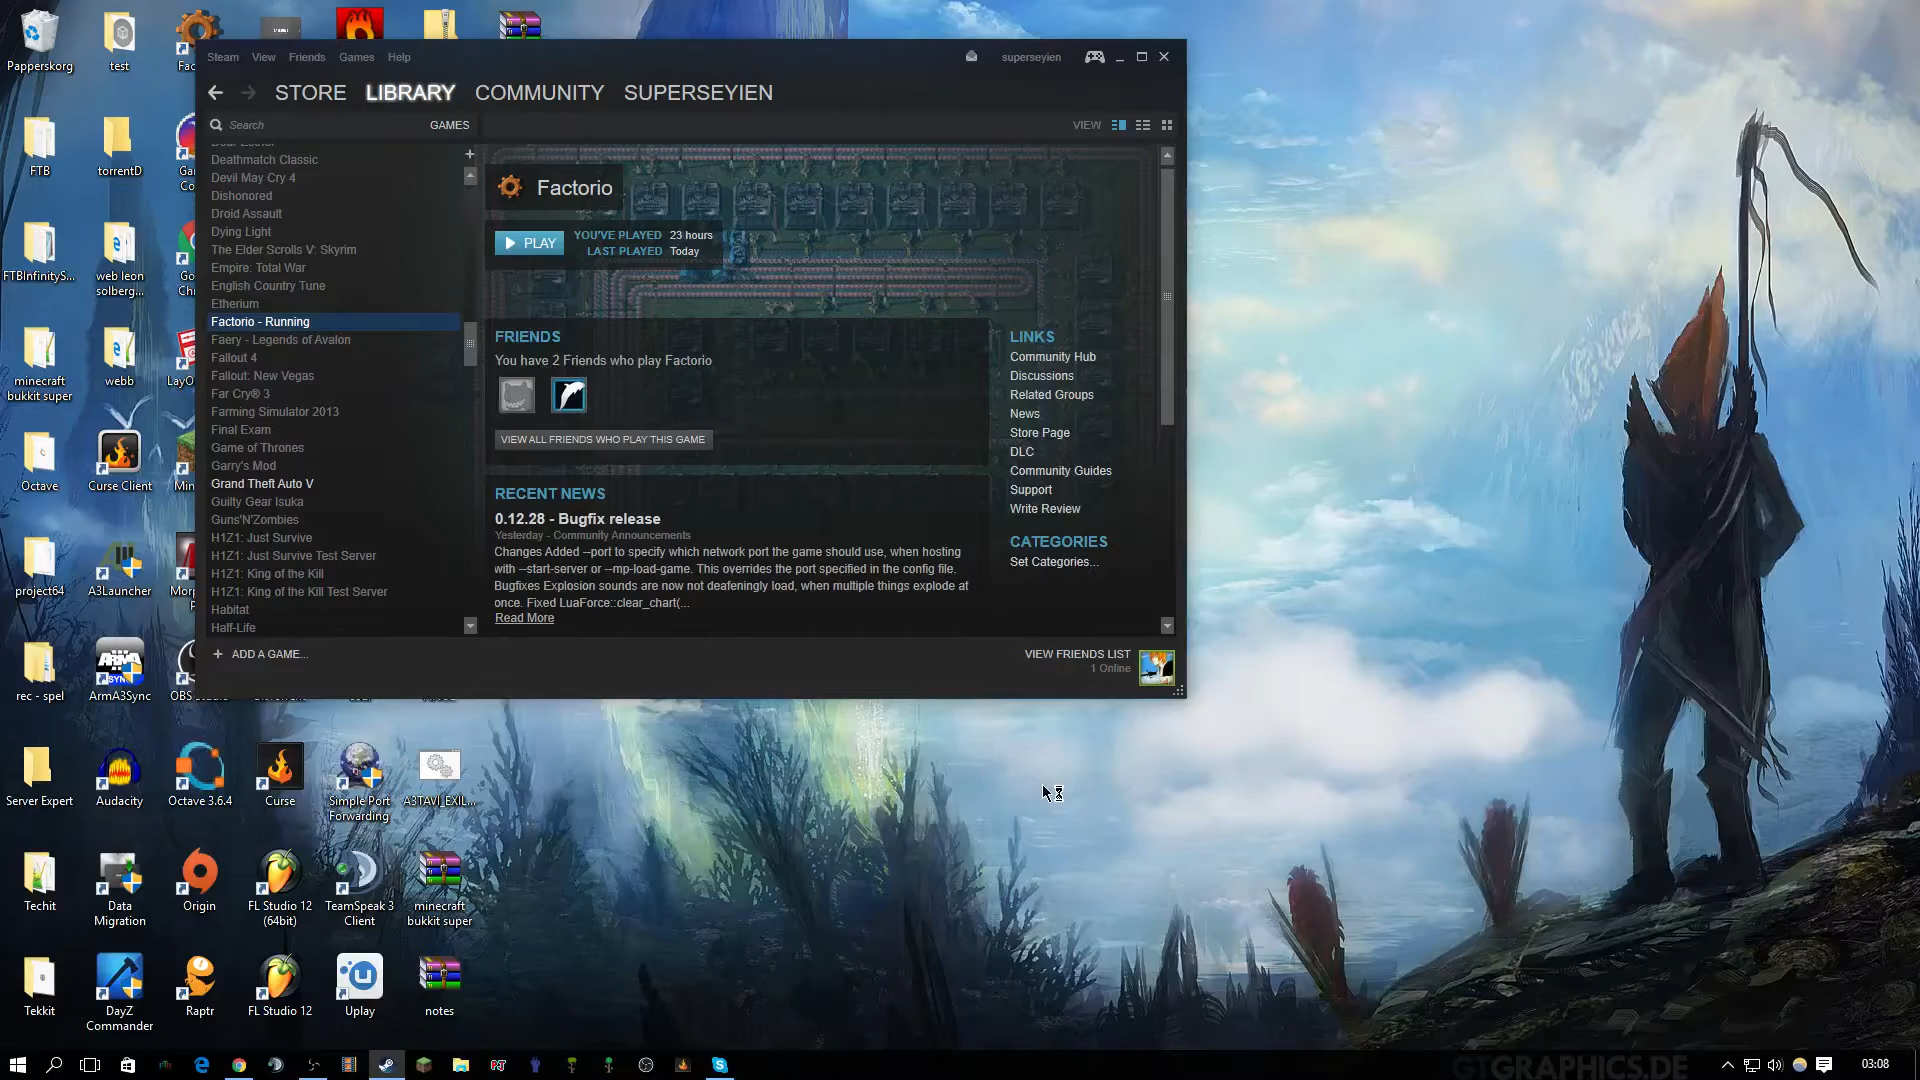 Steam View Friends Games Help
superseyien
STORE LIBRARY COMMUNITY SUPERSEYIEN
Search GAMES
VIEW
Deathmatch Classic
Devil May Cry 4
Dishonored
Droid Assault
Dying Light
The Elder Scrolls V: Skyrim
Empire: Total War
English Country Tune
Etherium
Factorio - Running
Faery - Legends of Avalon
Fallout 4
Fallout: New Vegas
Far Cry® 3
Farming Simulator 2013
Final Exam
Game of Thrones
Garry's Mod
Grand Theft Auto V
Guilty Gear Isuka
Guns'N'Zombies
H1Z1: Just Survive
H1Z1: Just Survive Test Server
H1Z1: King of the Kill
H1Z1: King of the Kill Test Server
Habitat
Half-Life
ADD A GAME...
Factorio
PLAY
YOU'VE PLAYED 23 hours
LAST PLAYED Today
FRIENDS
You have 2 Friends who play Factorio
VIEW ALL FRIENDS WHO PLAY THIS GAME
RECENT NEWS
0.12.28 - Bugfix release
Yesterday - Community Announcements
Changes Added --port to specify which network port the game should use, when hosting
with --start-server or --mp-load-game. This overrides the port specified in the config file.
Bugfixes Explosion sounds are now not deafeningly load, when multiple things explode at
once. Fixed LuaForce::clear_chart(...
Read More
LINKS
Community Hub
Discussions
Related Groups
News
Store Page
DLC
Community Guides
Support
Write Review
CATEGORIES
Set Categories...
VIEW FRIENDS LIST
1 Online
Papperskorg
test
FTB
torrentD
FTBInfinityS...
web leon
solberg...
minecraft
bukkit super
webb
Octave
Curse Client
project64
A3Launcher
rec - spel
ArmA3Sync
Server Expert
Audacity
Octave 3.6.4
Curse
Simple Port
Forwarding
A3TAVI_EXIL...
Techit
Data
Migration
Origin
FL Studio 12
(64bit)
TeamSpeak 3
Client
minecraft
bukkit super
Tekkit
DayZ
Commander
Raptr
FL Studio 12
Uplay
notes
GTGRAPHICS.DE
03:08